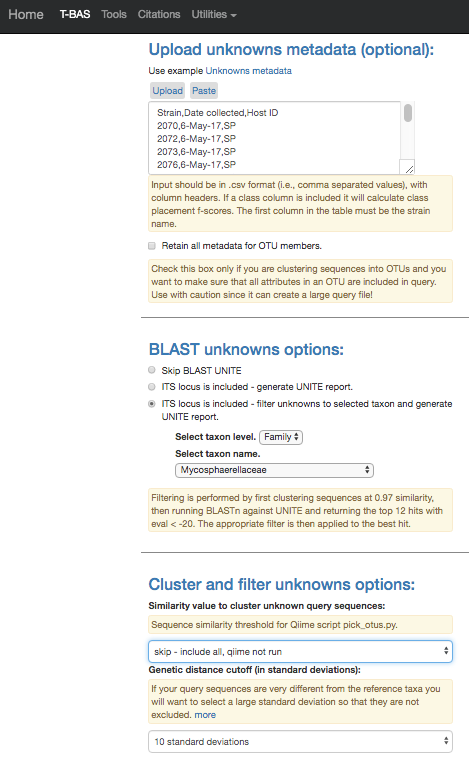 Home T-BAS Tools Citations Utilities
Upload unknowns metadata (optional):
Use example Unknowns metadata
Upload Paste
Strain,Date collected,Host ID
2070,6-May-17,SP
2072,6-May-17,SP
2073,6-May-17,SP
2076,6-May-17,SP
Input should be in .csv format (i.e., comma separated values), with
column headers. If a class column is included it will calculate class
placement f-scores. The first column in the table must be the strain
name.
Retain all metadata for OTU members.
Check this box only if you are clustering sequences into OTUs and you
want to make sure that all attributes in an OTU are included in query.
Use with caution since it can create a large query file!
BLAST unknowns options:
Skip BLAST UNITE
ITS locus is included - generate UNITE report.
ITS locus is included - filter unknowns to selected taxon and generate
UNITE report.
Select taxon level. Family
Select taxon name.
Mycosphaerellaceae
Filtering is performed by first clustering sequences at 0.97 similarity,
then running BLASTn against UNITE and returning the top 12 hits with
eval < -20. The appropriate filter is then applied to the best hit.
Cluster and filter unknowns options:
Similarity value to cluster unknown query sequences:
Sequence similarity threshold for Qiime script pick_otus.py.
skip - include all, qiime not run
Genetic distance cutoff (in standard deviations):
If your query sequences are very different from the reference taxa you
will want to select a large standard deviation so that they are not
excluded. more
10 standard deviations